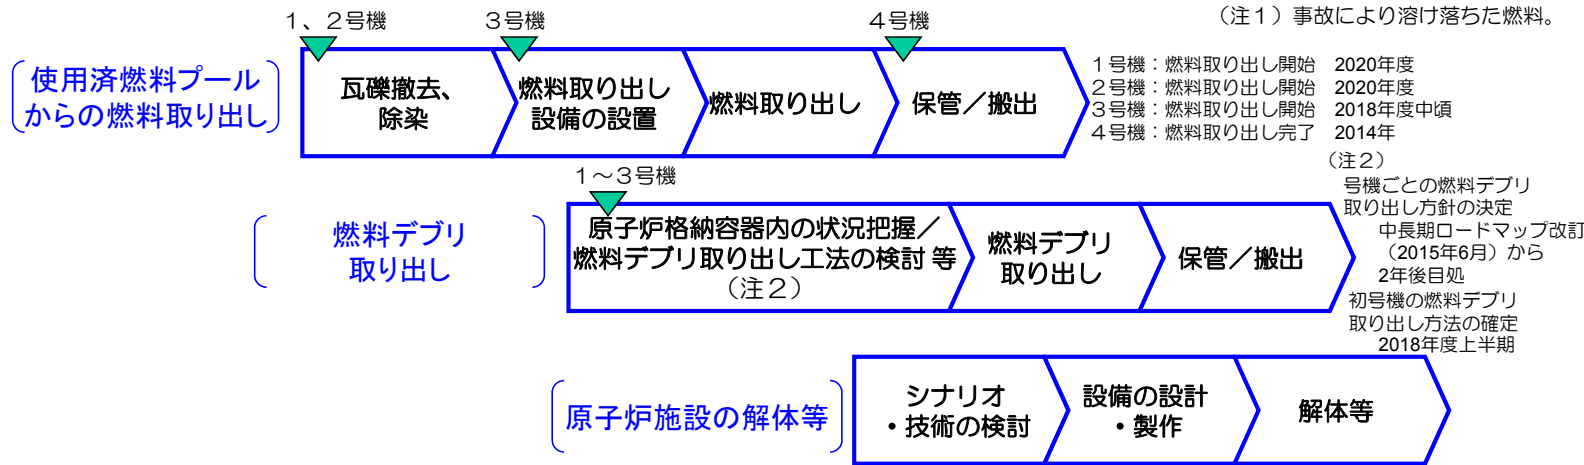 （注１）事故により溶け落ちた燃料。
１、２号機
３号機
４号機
使用済燃料プール
からの燃料取り出し
瓦礫撤去、
除染
燃料取り出し
設備の設置
燃料取り出し
保管／搬出
１号機：燃料取り出し開始　2020年度
２号機：燃料取り出し開始　2020年度
３号機：燃料取り出し開始　2018年度中頃
４号機：燃料取り出し完了　2014年
１～３号機
燃料デブリ
取り出し
原子炉格納容器内の状況把握／
燃料デブリ取り出し工法の検討 等
（注２）
燃料デブリ
取り出し
保管／搬出
（注２）
号機ごとの燃料デブリ
取り出し方針の決定
中長期ロードマップ改訂
（2015年6月）から
2年後目処
初号機の燃料デブリ
取り出し方法の確定
2018年度上半期
原子炉施設の解体等
シナリオ
・技術の検討
設備の設計
・製作
解体等